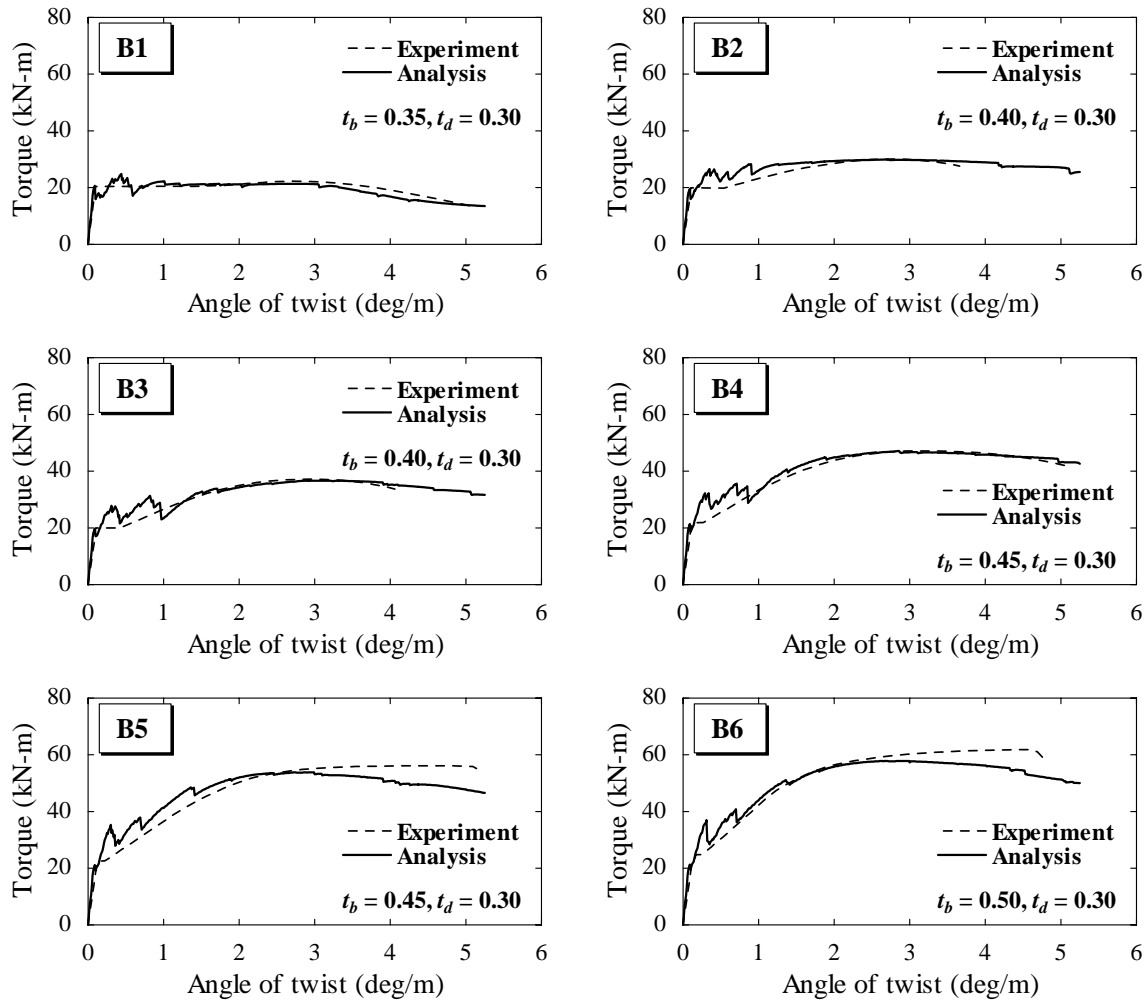 B1
Experiment
Analysis
t_b = 0.35, t_d = 0.30
Torque (kN-m)
80
60
40
20
0
0 1 2 3 4 5 6
Angle of twist (deg/m)
B2
Experiment
Analysis
t_b = 0.40, t_d = 0.30
Torque (kN-m)
80
60
40
20
0
0 1 2 3 4 5 6
Angle of twist (deg/m)
B3
Experiment
Analysis
t_b = 0.40, t_d = 0.30
Torque (kN-m)
80
60
40
20
0
0 1 2 3 4 5 6
Angle of twist (deg/m)
B4
Experiment
Analysis
t_b = 0.45, t_d = 0.30
Torque (kN-m)
80
60
40
20
0
0 1 2 3 4 5 6
Angle of twist (deg/m)
B5
Experiment
Analysis
t_b = 0.45, t_d = 0.30
Torque (kN-m)
80
60
40
20
0
0 1 2 3 4 5 6
Angle of twist (deg/m)
B6
Experiment
Analysis
t_b = 0.50, t_d = 0.30
Torque (kN-m)
80
60
40
20
0
0 1 2 3 4 5 6
Angle of twist (deg/m)